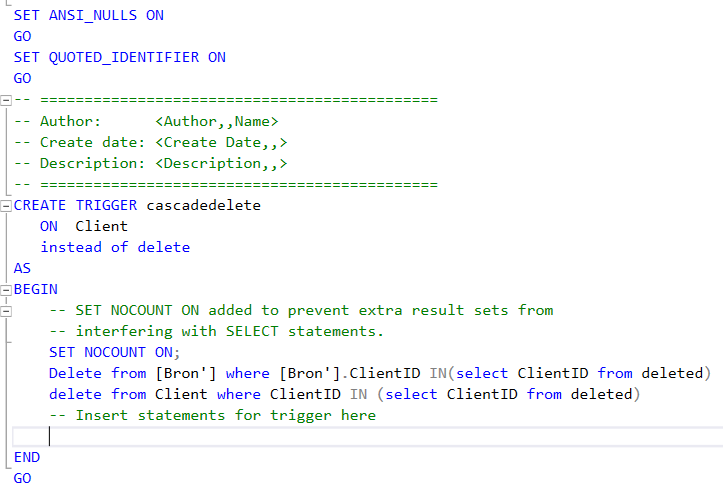 SET ANSI_NULLS ON
GO
SET QUOTED_IDENTIFIER ON
GO
-- =============================================
-- Author:      <Author,,Name>
-- Create date: <Create Date,,>
-- Description: <Description,,>
-- =============================================
CREATE TRIGGER cascadedelete
   ON  Client
   instead of delete
AS
BEGIN
    -- SET NOCOUNT ON added to prevent extra result sets from
    -- interfering with SELECT statements.
    SET NOCOUNT ON;
    Delete from [Bron'] where [Bron'].ClientID IN(select ClientID from deleted)
    delete from Client where ClientID IN (select ClientID from deleted)
    -- Insert statements for trigger here
END
GO